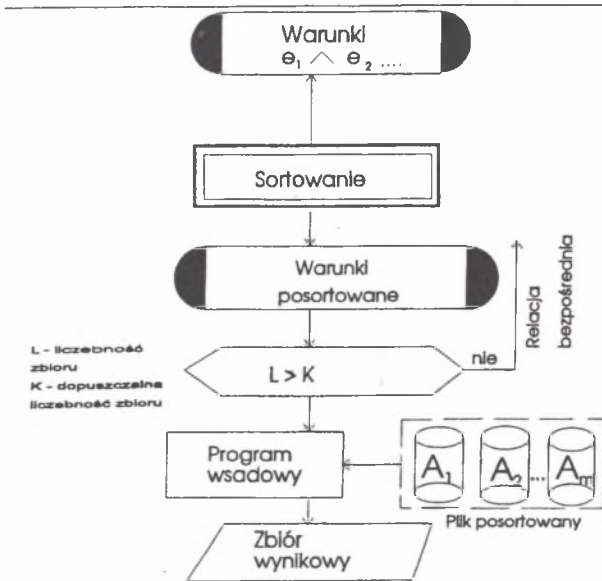 Warunki
e₁ ∧ e₂ ....
Sortowanie
Warunki
posortowane
Relacja
bezpośrednia
L - liczebność
zbioru
K - dopuszczalna
liczebność zbioru
L > K
nie
Program
wsadowy
A₁ A₂ ... Aₘ
Plik posortowany
Zbiór
wynikowy